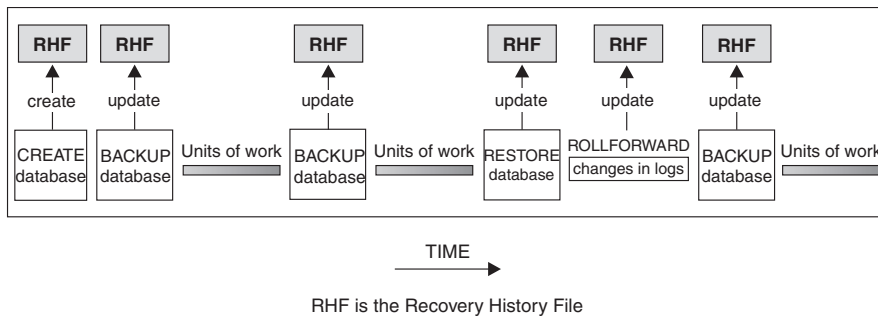 RHF RHF RHF RHF RHF RHF
create update update update update update
CREATE
database
BACKUP
database
Units of work
BACKUP
database
Units of work
RESTORE
database
ROLLFORWARD
changes in logs
BACKUP
database
Units of work
TIME
RHF is the Recovery History File